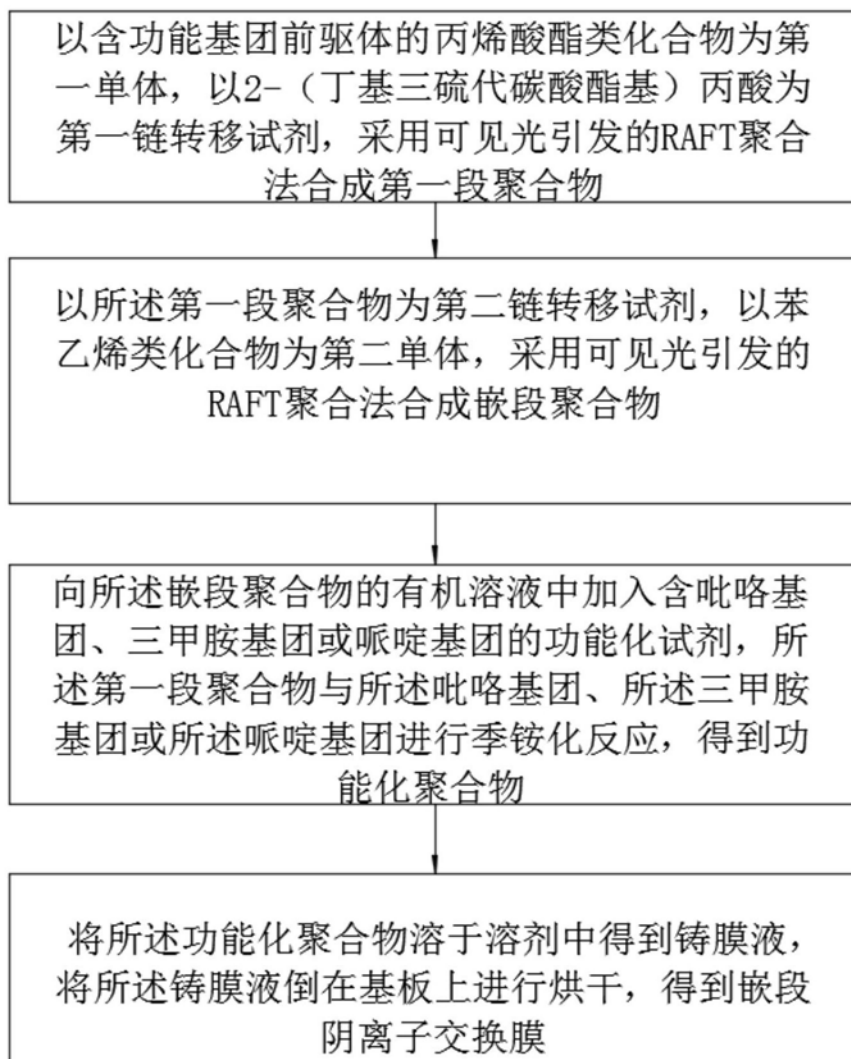 以含功能基团前驱体的丙烯酸酯类化合物为第
一单体，以2-（丁基三硫代碳酸酯基）丙酸为
第一链转移试剂，采用可见光引发的RAFT聚合
法合成第一段聚合物
以所述第一段聚合物为第二链转移试剂，以苯
乙烯类化合物为第二单体，采用可见光引发的
RAFT聚合法合成嵌段聚合物
向所述嵌段聚合物的有机溶液中加入含吡咯基
团、三甲胺基团或哌啶基团的功能化试剂，所
述第一段聚合物与所述吡咯基团、所述三甲胺
基团或所述哌啶基团进行季铵化反应，得到功
能化聚合物
将所述功能化聚合物溶于溶剂中得到铸膜液，
将所述铸膜液倒在基板上进行烘干，得到嵌段
阴离子交换膜